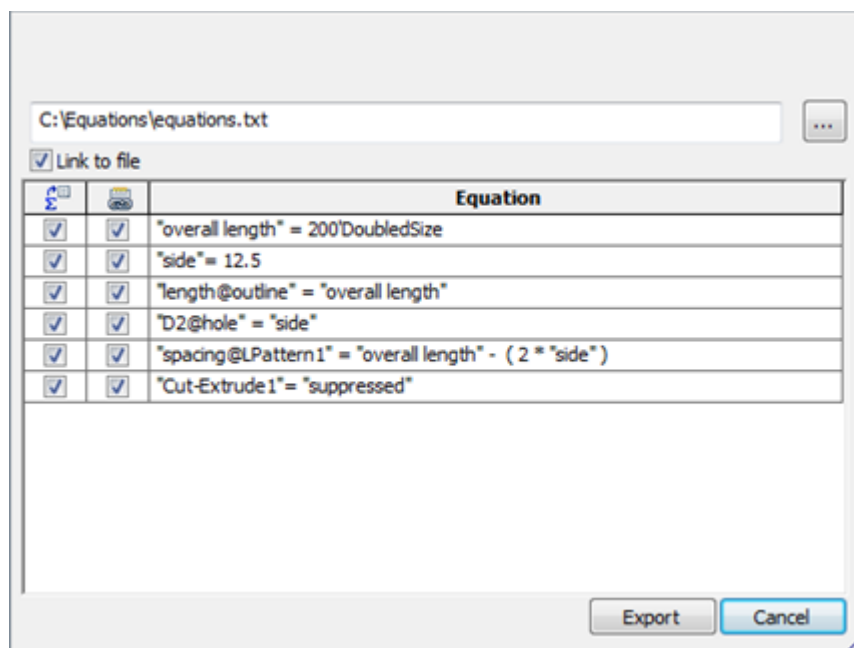 C:\Equations\equations.txt
...
Link to file
Equation
"overall length" = 200'DoubledSize
"side"= 12.5
"length@outline" = "overall length"
"D2@hole" = "side"
"spacing@LPattern1" = "overall length" - ( 2 * "side" )
"Cut-Extrude1"= "suppressed"
Export Cancel